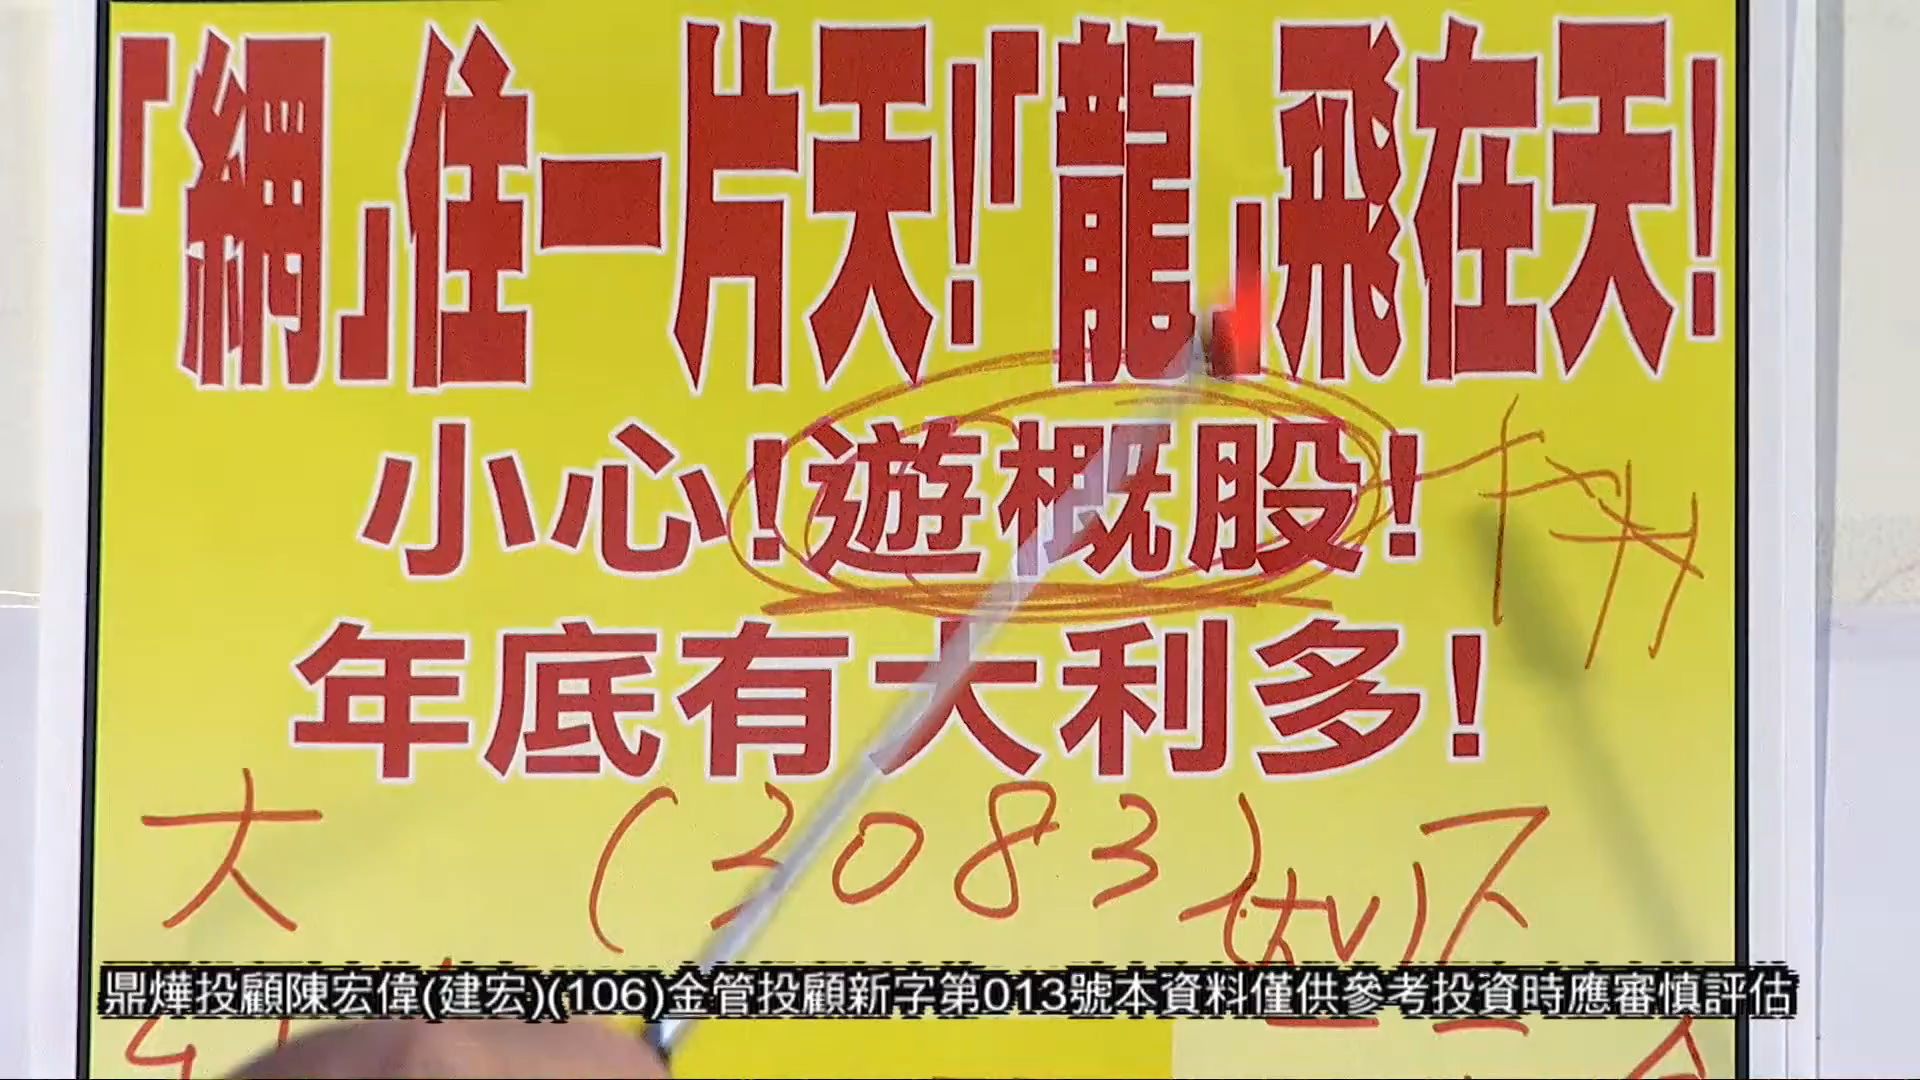 「網」住一片天!「龍」飛在天!
小心!遊概股!
年底有大利多!
大 (3083)
鼎燁投顧陳宏偉(建宏)(106)金管投顧新字第013號本資料僅供參考投資時應審慎評估